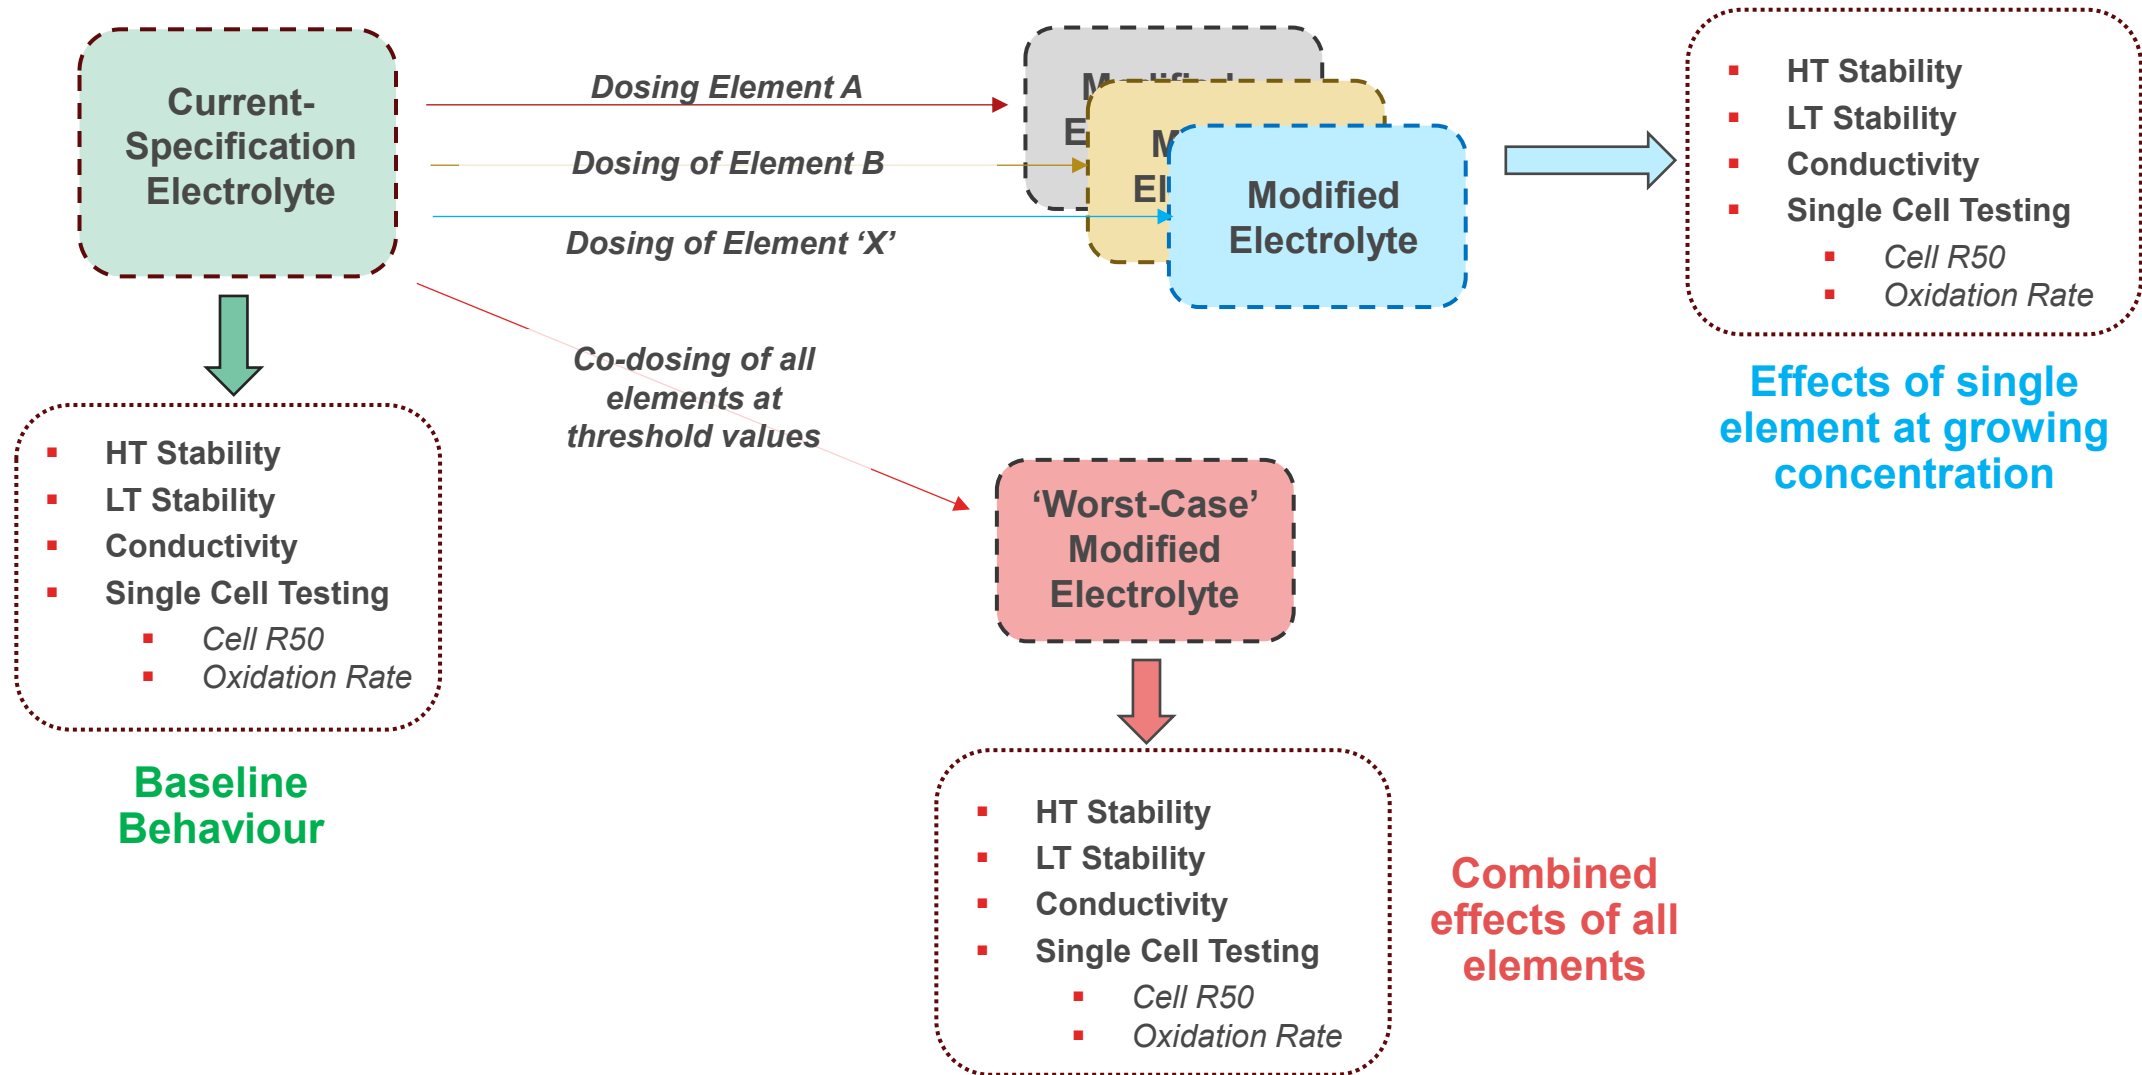 Current-
Specification
Electrolyte
Dosing Element A
Dosing of Element B
Dosing of Element ‘X’
Modified
Electrolyte
HT Stability
LT Stability
Conductivity
Single Cell Testing
Cell R50
Oxidation Rate
Effects of single
element at growing
concentration
Co-dosing of all
elements at
threshold values
HT Stability
LT Stability
Conductivity
Single Cell Testing
Cell R50
Oxidation Rate
Baseline
Behaviour
‘Worst-Case’
Modified
Electrolyte
HT Stability
LT Stability
Conductivity
Single Cell Testing
Cell R50
Oxidation Rate
Combined
effects of all
elements